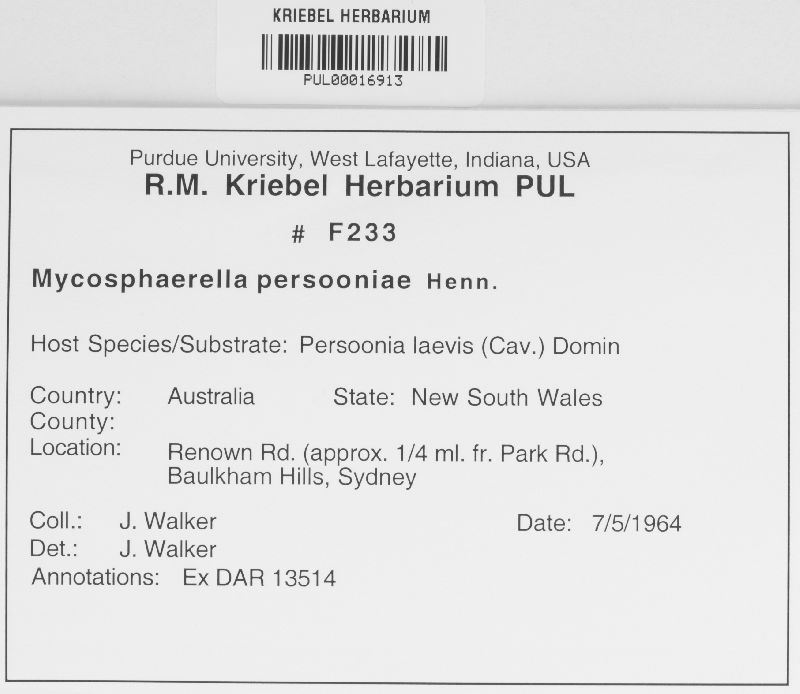 KRIEBEL HERBARIUM
PUL00016913
Purdue University, West Lafayette, Indiana, USA
R.M. Kriebel Herbarium PUL
# F233
Mycosphaerella persooniae Henn.
Host Species/Substrate: Persoonia laevis (Cav.) Domin
Country: Australia State: New South Wales
County:
Location: Renown Rd. (approx. 1/4 ml. fr. Park Rd.),
Baulkham Hills, Sydney
Coll.: J. Walker Date: 7/5/1964
Det.: J. Walker
Annotations: Ex DAR 13514